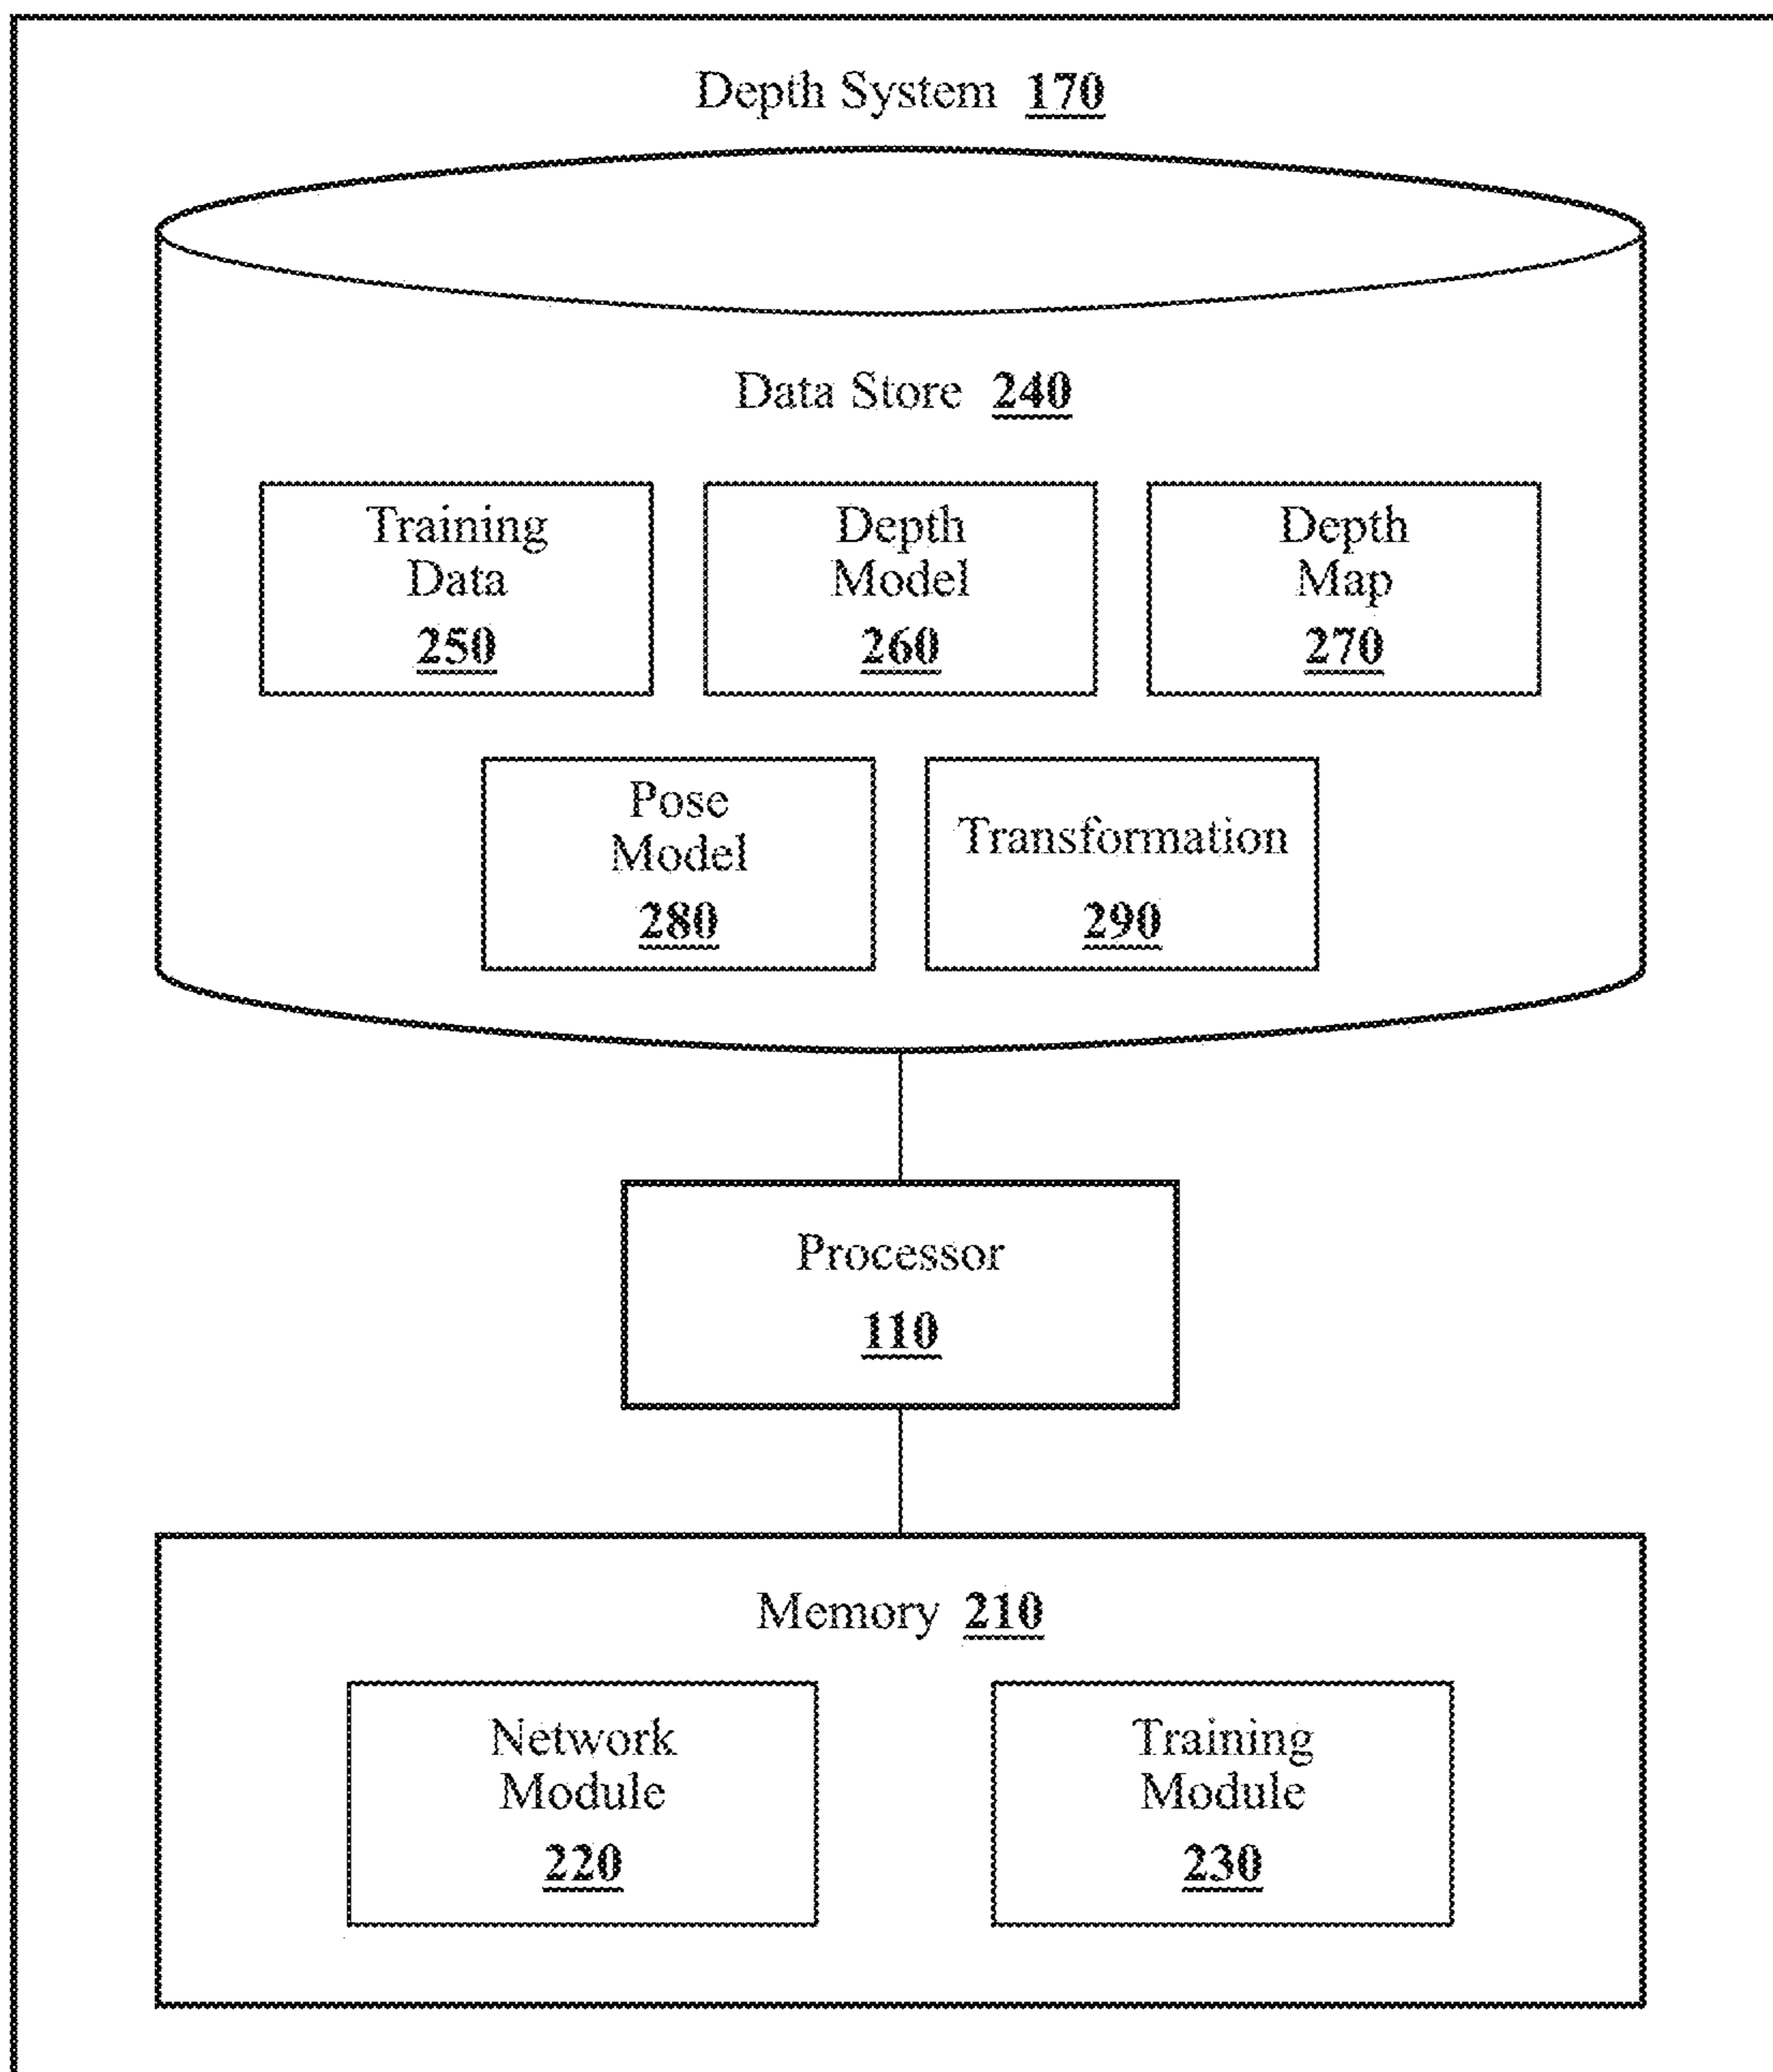 Depth System 170
Data Store 240
Training
Data
250
Depth
Model
260
Depth
Map
270
Pose
Model
280
Transformation
290
Processor
110
Memory 210
Network
Module
220
Training
Module
230